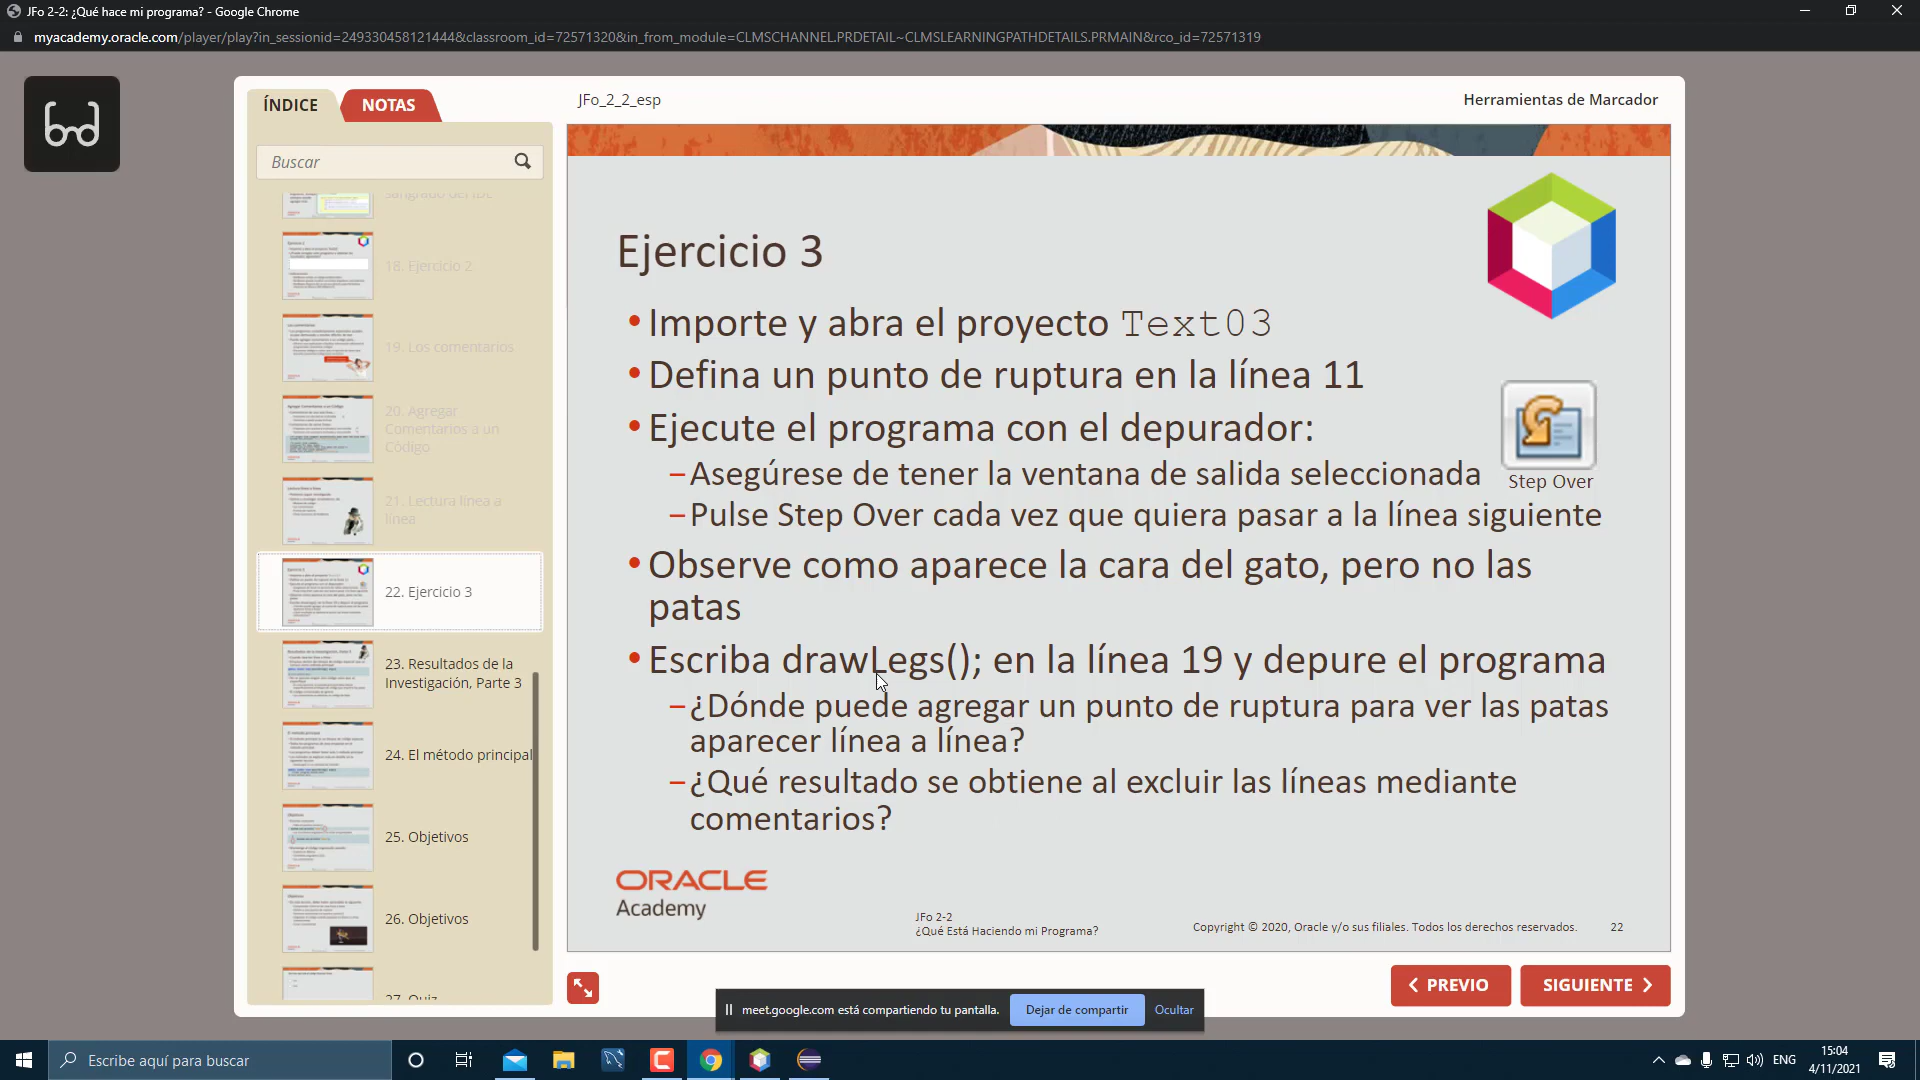 JFo 2-2: ¿Qué hace mi programa? - Google Chrome
myacademy.oracle.com/player/play?in_sessionid=249330458121444&classroom_id=72571320&in_from_module=CLMSCHANNEL.PRDETAIL~CLMSLEARNINGPATHDETAILS.PRMAIN&rco_id=72571319
ÍNDICE
NOTAS
JFo_2_2_esp
Herramientas de Marcador
Buscar
sangrado del IDE
18. Ejercicio 2
19. Los comentarios
20. Agregar
Comentarios a un
Código
21. Lectura línea a
línea
22. Ejercicio 3
23. Resultados de la
Investigación, Parte 3
24. El método principal
25. Objetivos
26. Objetivos
27. Quiz
Ejercicio 3
•Importe y abra el proyecto Text03
•Defina un punto de ruptura en la línea 11
•Ejecute el programa con el depurador:
–Asegúrese de tener la ventana de salida seleccionada
Step Over
–Pulse Step Over cada vez que quiera pasar a la línea siguiente
•Observe como aparece la cara del gato, pero no las
patas
•Escriba drawLegs(); en la línea 19 y depure el programa
–¿Dónde puede agregar un punto de ruptura para ver las patas
aparecer línea a línea?
–¿Qué resultado se obtiene al excluir las líneas mediante
comentarios?
ORACLE
Academy
JFo 2-2
¿Qué Está Haciendo mi Programa?
Copyright © 2020, Oracle y/o sus filiales. Todos los derechos reservados.
22
PREVIO
SIGUIENTE
meet.google.com está compartiendo tu pantalla.
Dejar de compartir
Ocultar
Escribe aquí para buscar
ENG
15:04
4/11/2021